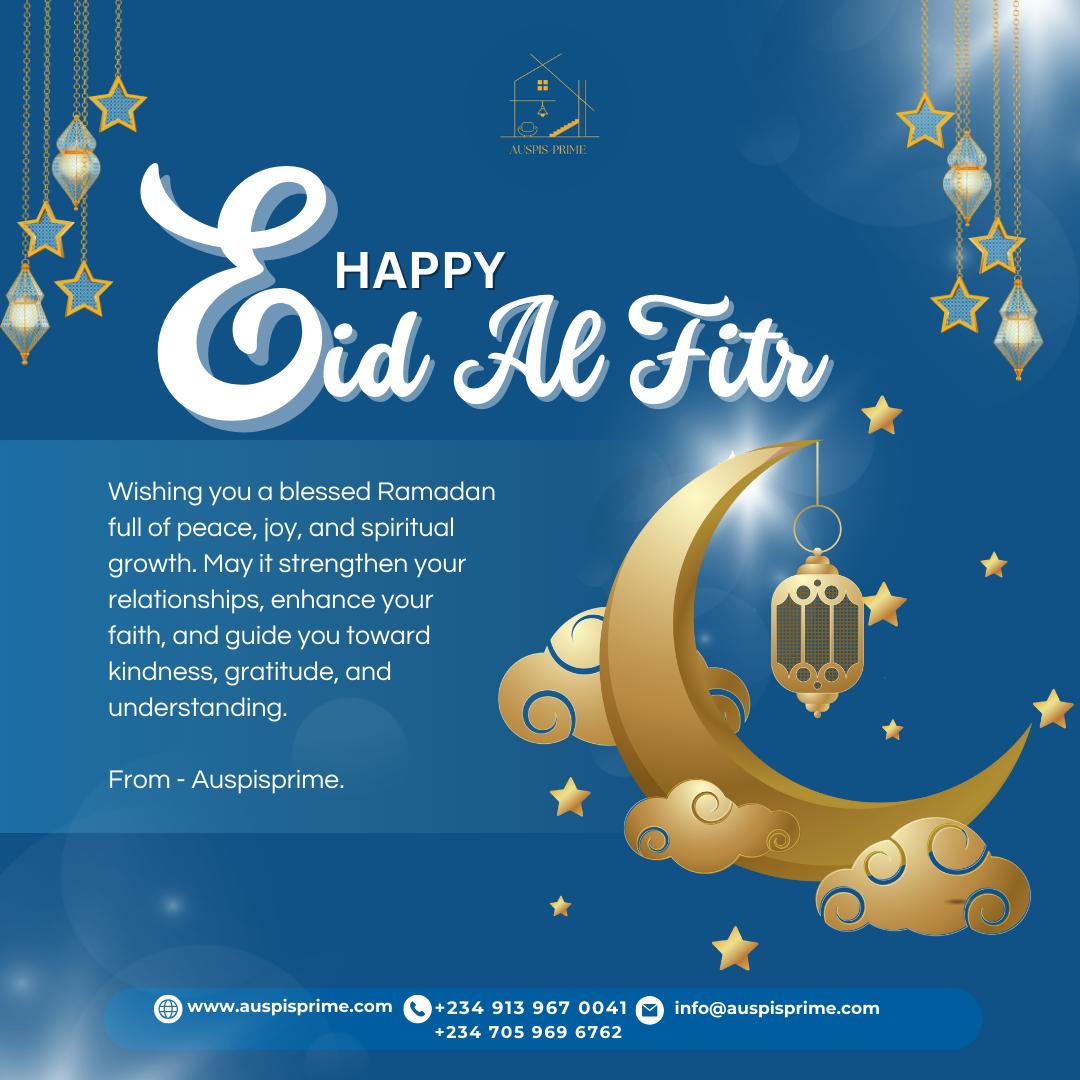 AUSPIS-PRIME
HAPPY
Eid Al Fitr
Wishing you a blessed Ramadan
full of peace, joy, and spiritual
growth. May it strengthen your
relationships, enhance your
faith, and guide you toward
kindness, gratitude, and
understanding.
From - Auspisprime.
www.auspisprime.com
+234 913 967 0041
+234 705 969 6762
info@auspisprime.com